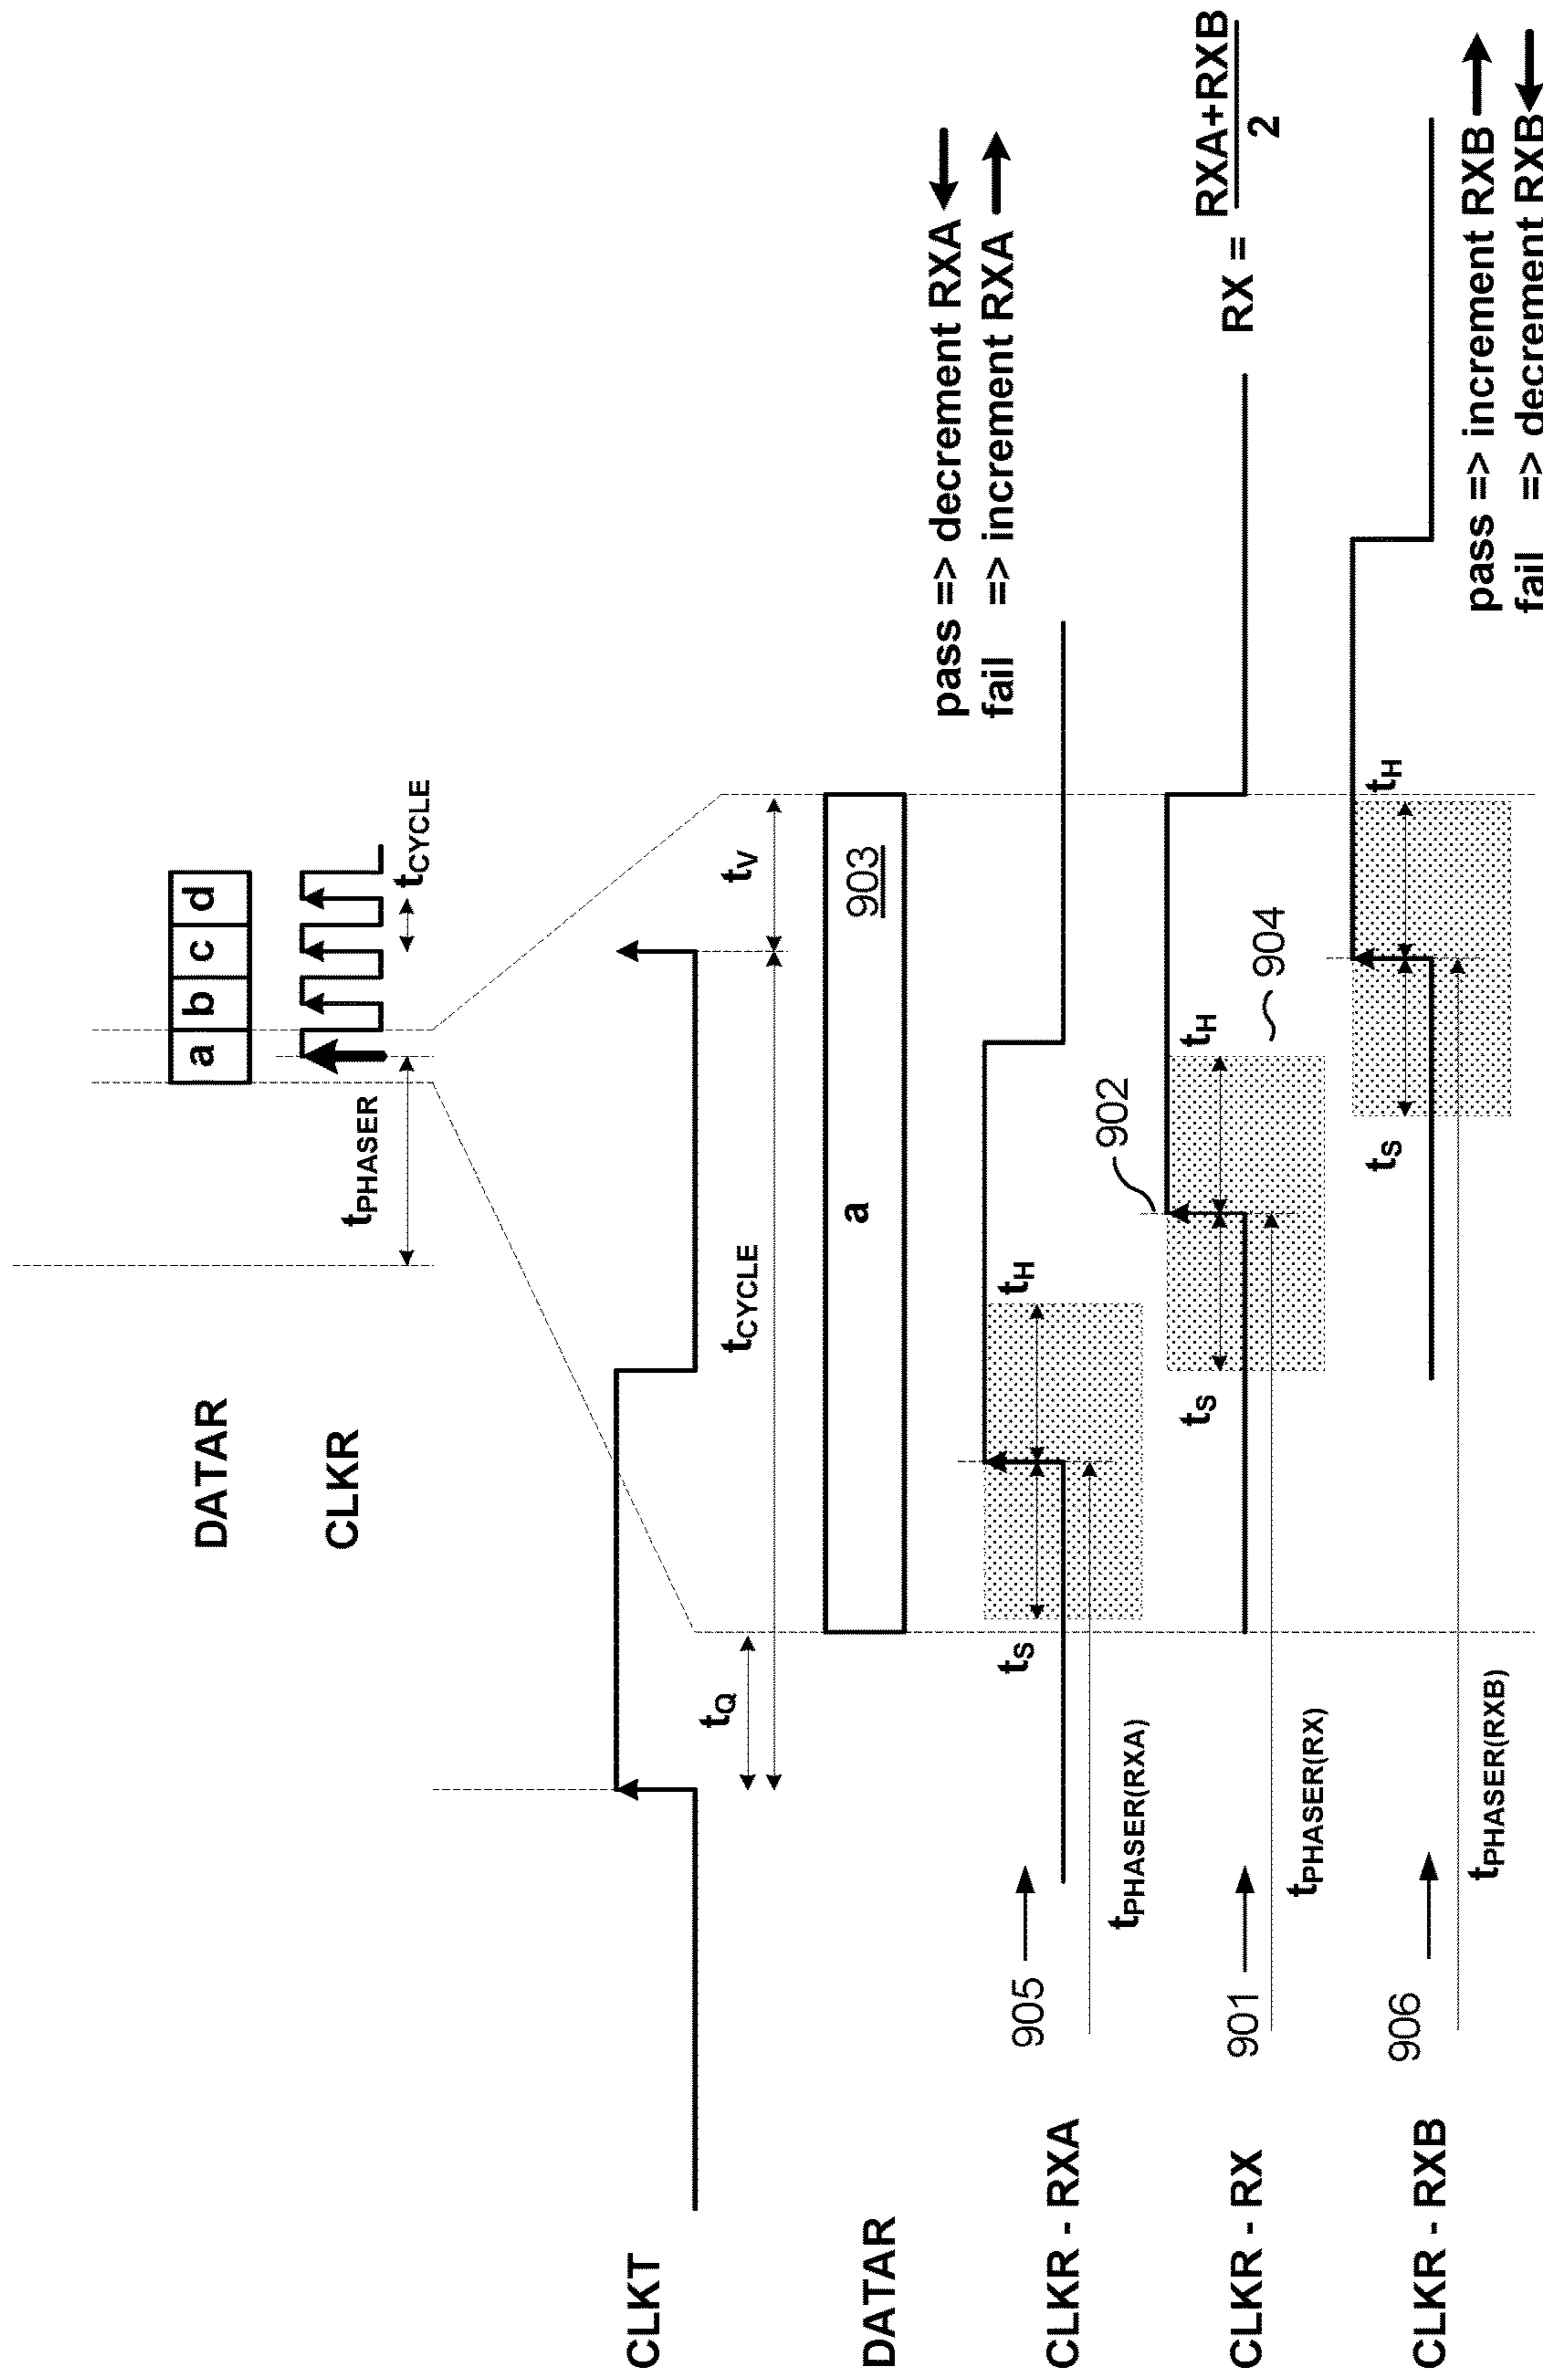 DATAR
a b c d
CLKR
tPHASER
tCYCLE
CLKT
tQ
tCYCLE
tV
DATAR
a
903
pass => decrement RXA
fail => increment RXA
CLKR - RXA
905
tS
tH
tPHASER(RXA)
902
CLKR - RX
901
tS
tH
904
RX = RXA+RXB
2
tPHASER(RX)
CLKR - RXB
906
tS
tH
tPHASER(RXB)
pass => increment RXB
fail => decrement RXB